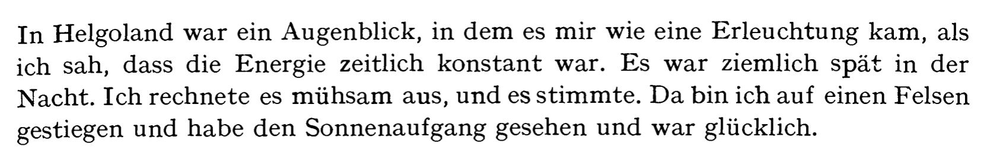 In Helgoland war ein Augenblick, in dem es mir wie eine Erleuchtung kam, als
ich sah, dass die Energie zeitlich konstant war. Es war ziemlich spät in der
Nacht. Ich rechnete es mühsam aus, und es stimmte. Da bin ich auf einen Felsen
gestiegen und habe den Sonnenaufgang gesehen und war glücklich.